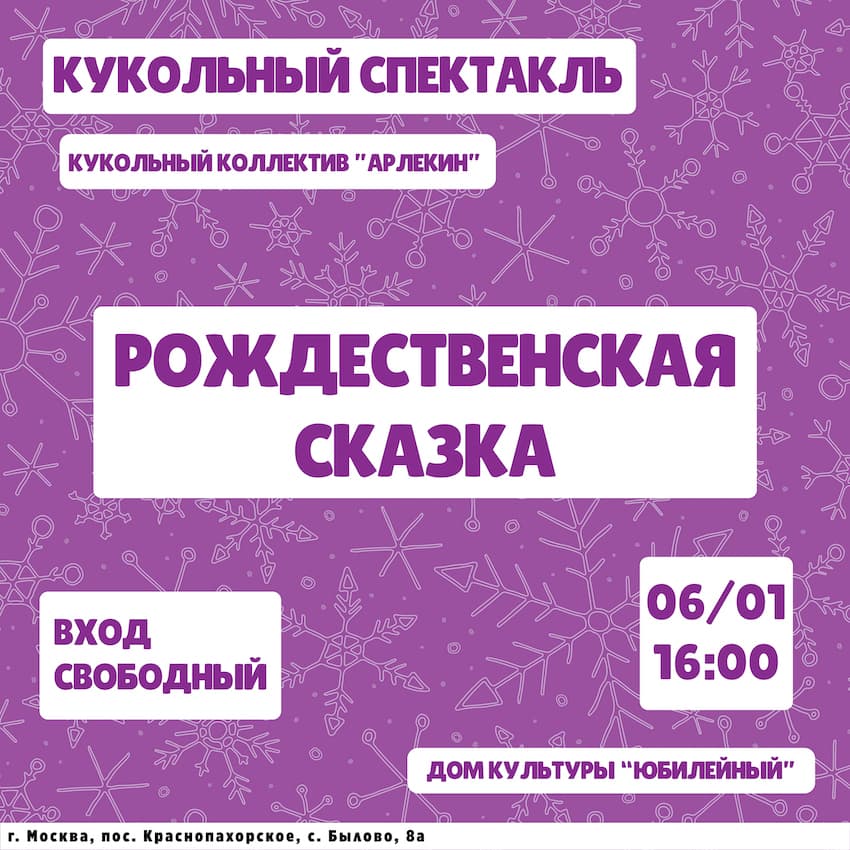 КУКОЛЬНЫЙ СПЕКТАКЛЬ
КУКОЛЬНЫЙ КОЛЛЕКТИВ "АРЛЕКИН"
РОЖДЕСТВЕНСКАЯ
СКАЗКА
ВХОД
СВОБОДНЫЙ
06/01
16:00
ДОМ КУЛЬТУРЫ “ЮБИЛЕЙНЫЙ”
г. Москва, пос. Краснопахорское, с. Былово, 8а